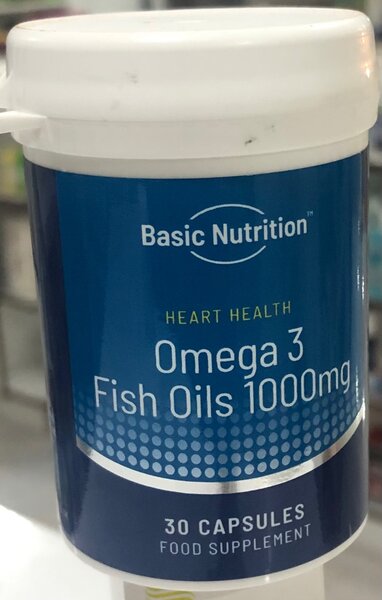 Basic Nutrition™
HEART HEALTH
Omega 3
Fish Oils 1000mg
30 CAPSULES
FOOD SUPPLEMENT